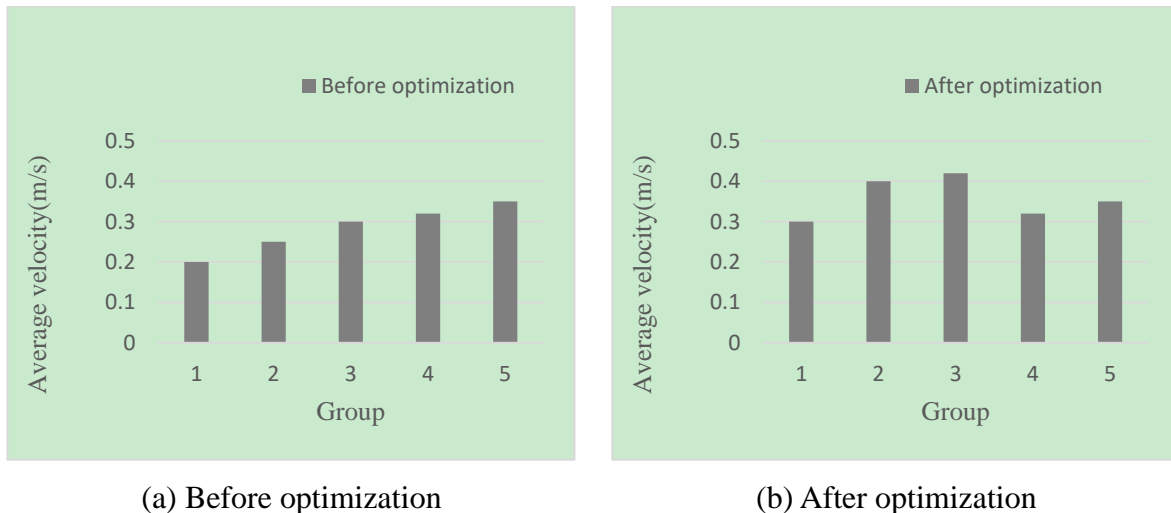 Before optimization
0.5
0.4
0.3
0.2
0.1
0
Average velocity(m/s)
1 2 3 4 5
Group
(a) Before optimization
After optimization
0.5
0.4
0.3
0.2
0.1
0
Average velocity(m/s)
1 2 3 4 5
Group
(b) After optimization